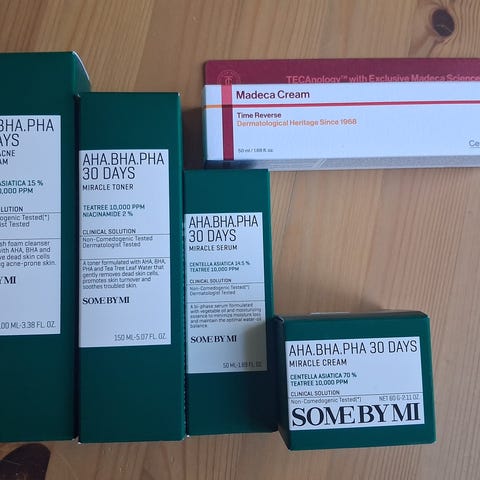 BHA.PHA
DAYS
ACNE
ASIATICA 15 %
0,000 PPM
SOLUTION
edogenic Tested(*)
ist Tested
sh foam cleanser
with AHA, BHA and
ve dead skin cells
ng acne-prone skin.
MI
00 ML-3.38 FL. OZ.
AHA.BHA.PHA
30 DAYS
MIRACLE TONER
TEATREE 10,000 PPM
NIACINAMIDE 2 %
CLINICAL SOLUTION
Non-Comedogenic Tested
Dermatologist Tested
A toner formulated with AHA, BHA,
PHA and Tea Tree Leaf Water that
gently removes dead skin cells,
promotes skin turnover and
soothes troubled skin.
SOME BY MI
150 ML-5.07 FL. OZ.
AHA.BHA.PHA
30 DAYS
MIRACLE SERUM
CENTELLA ASIATICA 14.5 %
TEATREE 10,000 PPM
CLINICAL SOLUTION
Non-Comedogenic Tested(*)
Dermatologist Tested
A bi-phase serum formulated
with vegetable oil and moisturizing
essence to minimize moisture loss
and maintain the optimal water-oil
balance.
SOME BY MI
50 ML-1.69 FL. OZ.
AHA.BHA.PHA 30 DAYS
MIRACLE CREAM
CENTELLA ASIATICA 70 %
TEATREE 10,000 PPM
CLINICAL SOLUTION
Non-Comedogenic Tested(*)
NET 60 G-2.11 OZ.
SOME BY MI
TECAnology™ with Exclusive Madeca Science
Madeca Cream
Time Reverse
Dermatological Heritage Since 1968
50 ml / 1.69 fl. oz
Ce